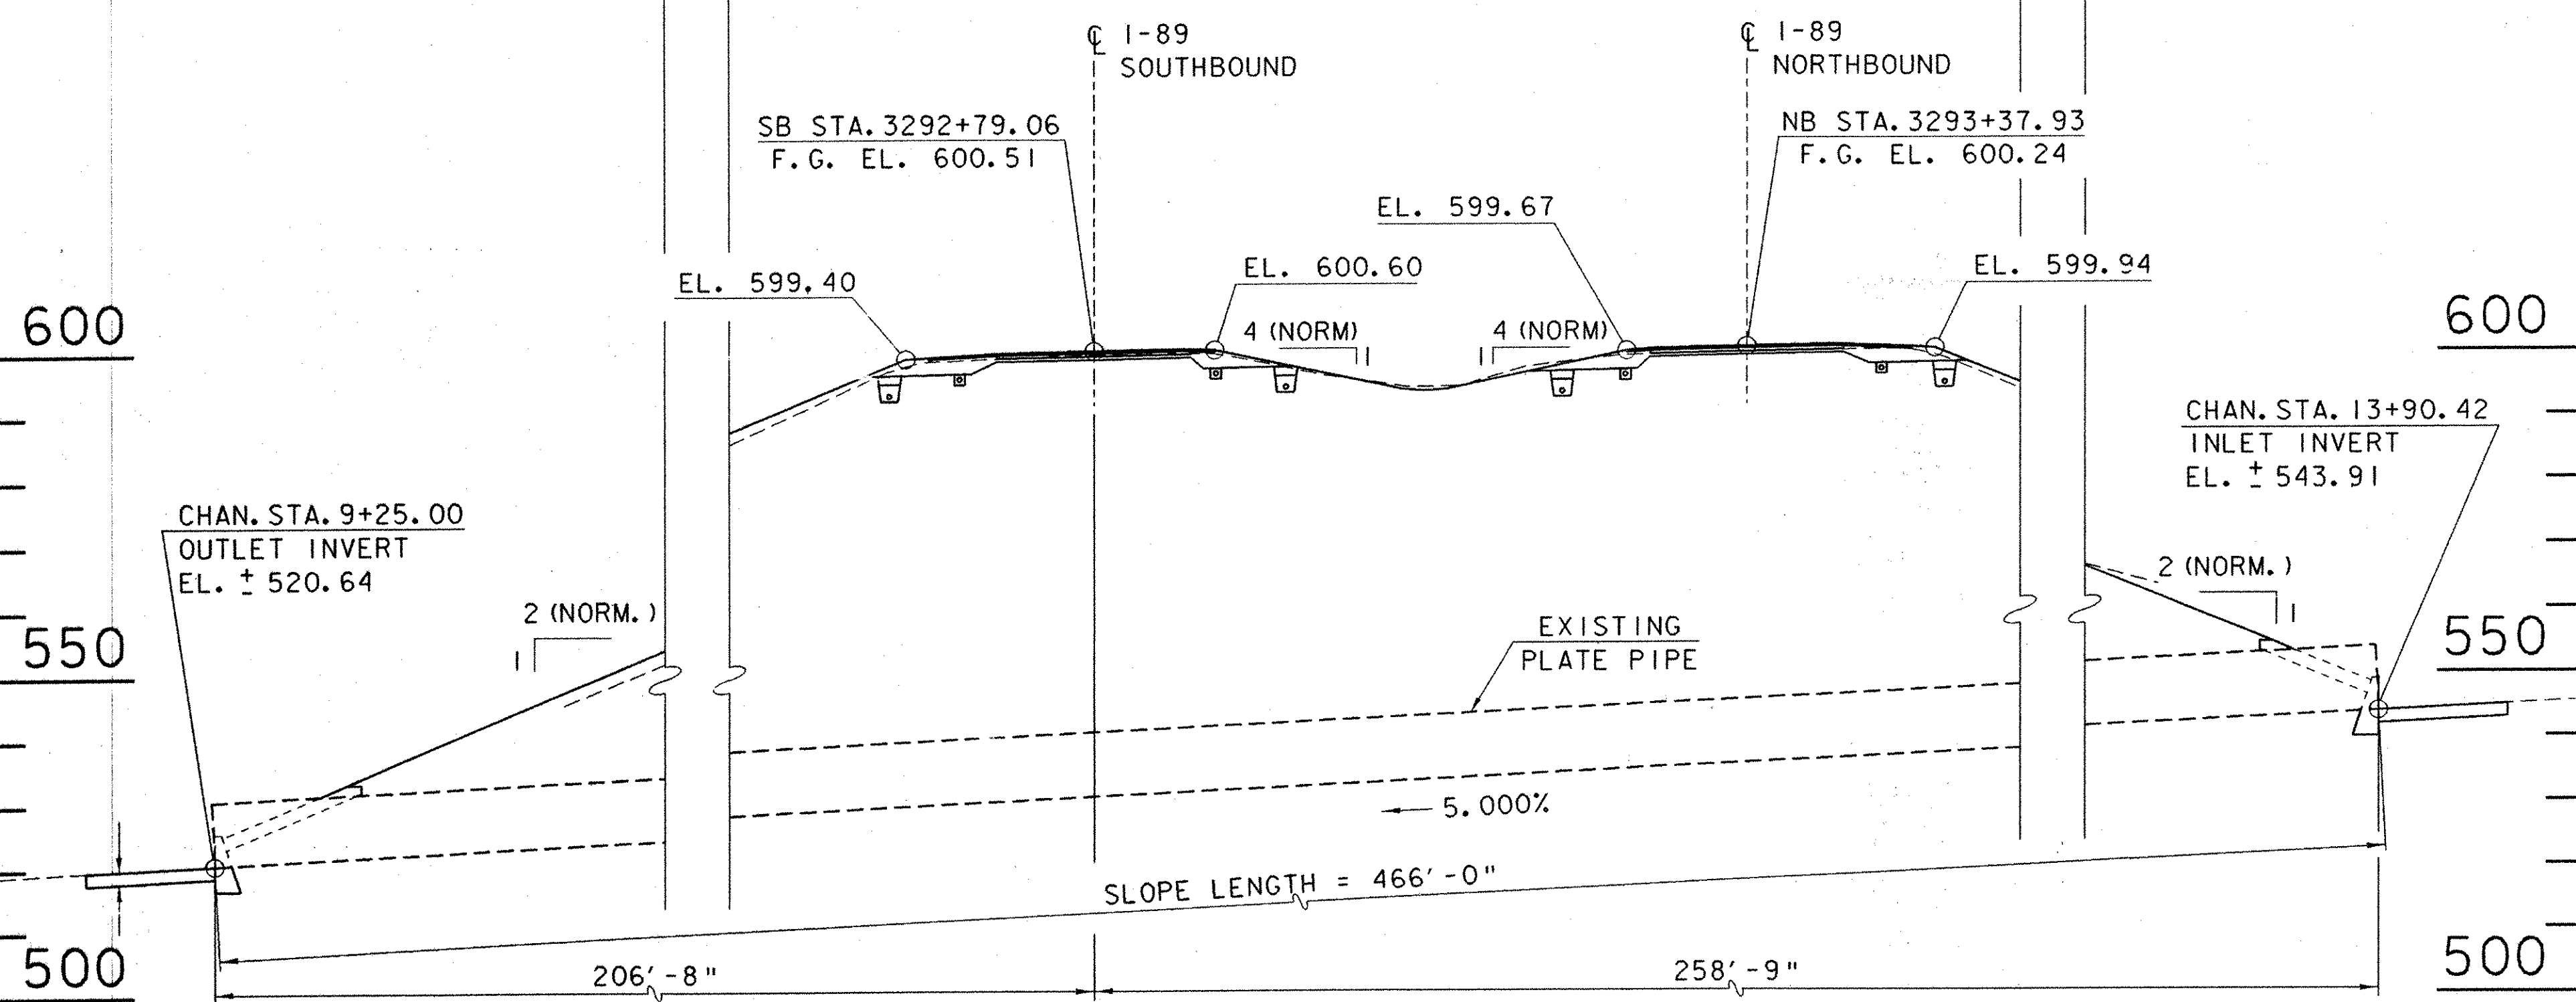 ℄ I-89
SOUTHBOUND
℄ I-89
NORTHBOUND
SB STA. 3292+79.06
F.G. EL. 600.51
NB STA. 3293+37.93
F.G. EL. 600.24
EL. 599.67
EL. 599.40
EL. 600.60
EL. 599.94
600
4 (NORM)
1
4 (NORM)
1
600
CHAN. STA. 13+90.42
INLET INVERT
EL. ± 543.91
CHAN. STA. 9+25.00
OUTLET INVERT
EL. ± 520.64
2 (NORM.)
1
2 (NORM.)
1
550
EXISTING
PLATE PIPE
550
5.000%
SLOPE LENGTH = 466'-0"
500
206'-8"
258'-9"
500